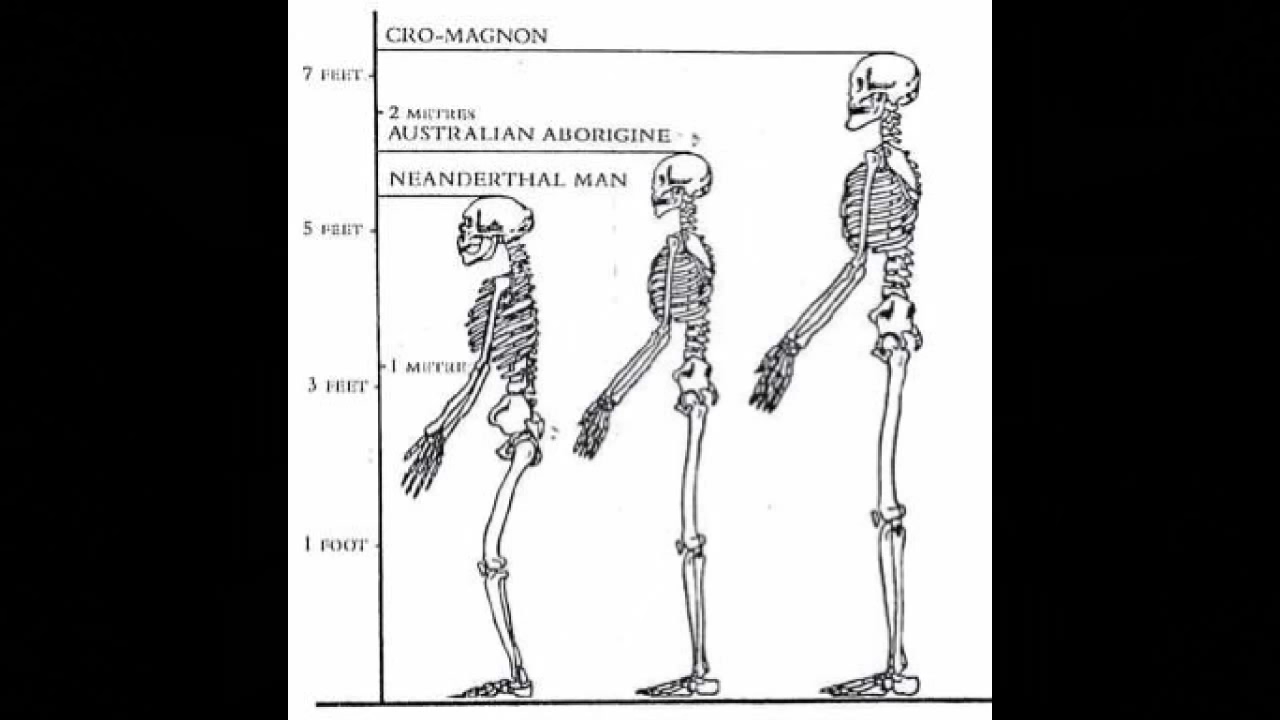 CRO-MAGNON
7 FEET
2 METRES
AUSTRALIAN ABORIGINE
NEANDERTHAL MAN
5 FEET
1 METRE
3 FEET
1 FOOT